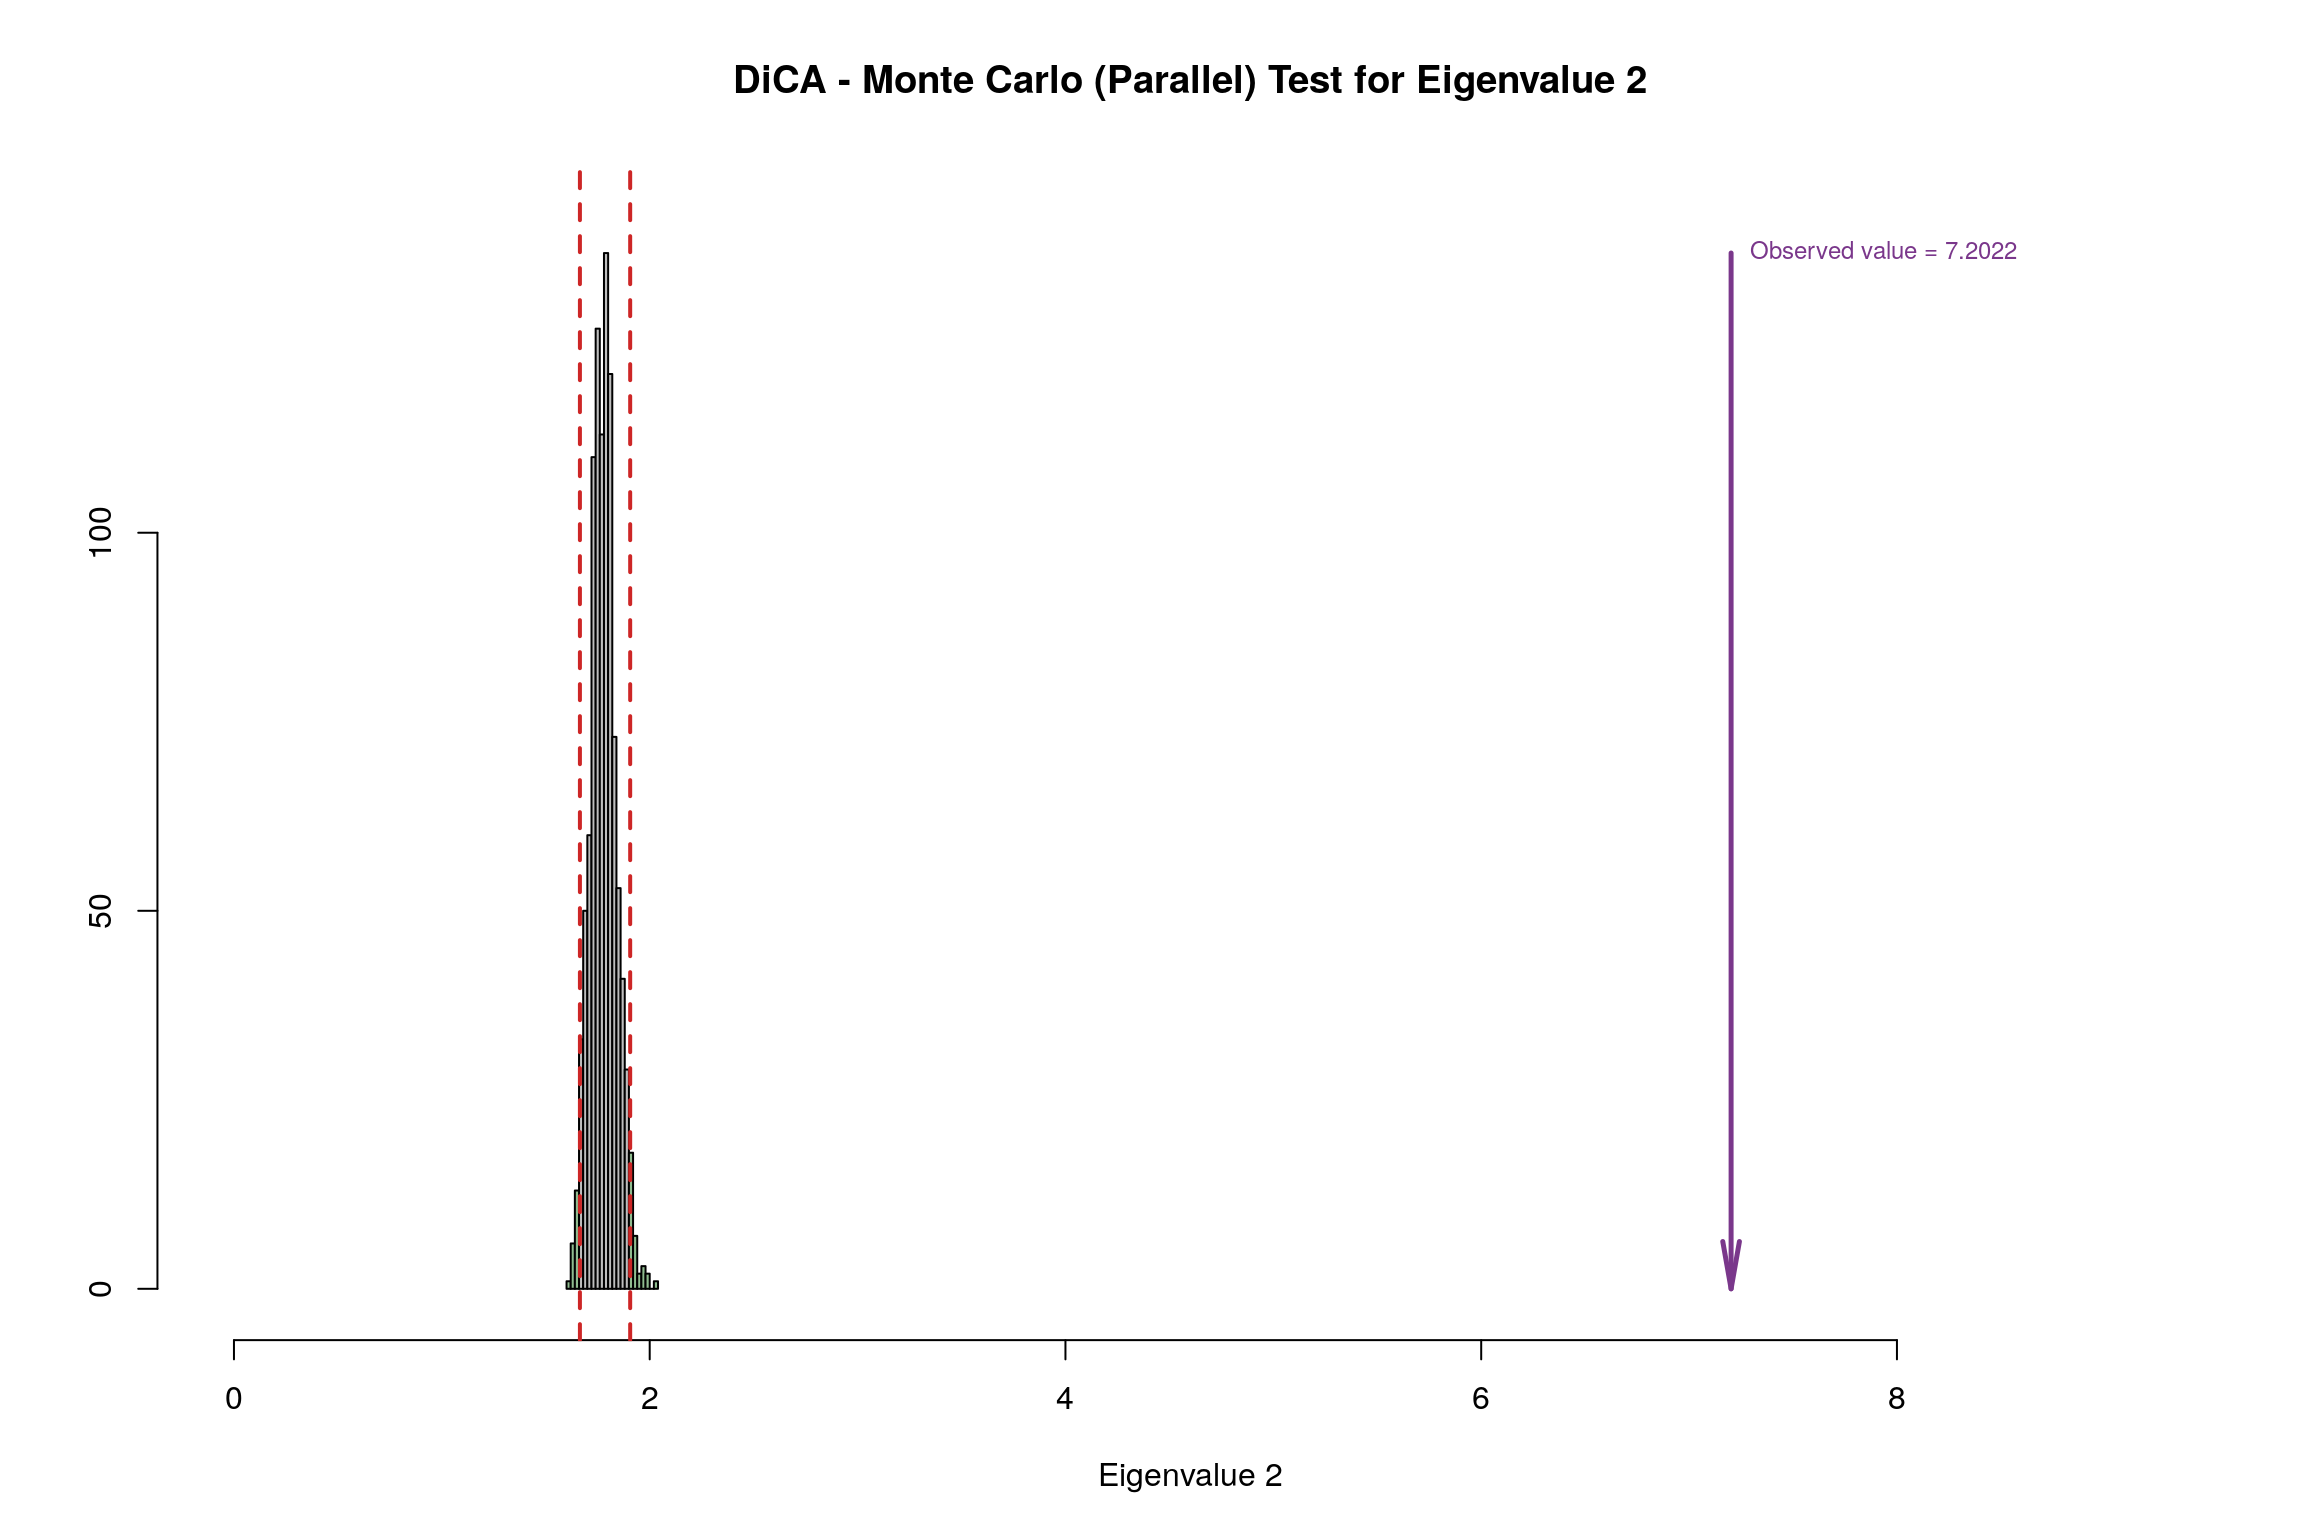 DiCA - Monte Carlo (Parallel) Test for Eigenvalue 2
Observed value = 7.2022
100
50
0
0 2 4 6 8
Eigenvalue 2